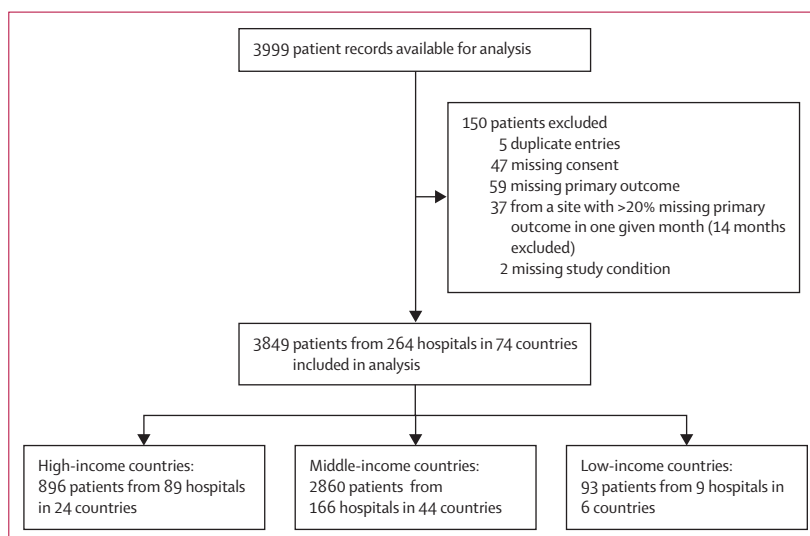 3999 patient records available for analysis
150 patients excluded
5 duplicate entries
47 missing consent
59 missing primary outcome
37 from a site with >20% missing primary
outcome in one given month (14 months
excluded)
2 missing study condition
3849 patients from 264 hospitals in 74 countries
included in analysis
High-income countries:
896 patients from 89 hospitals
in 24 countries
Middle-income countries:
2860 patients from
166 hospitals in 44 countries
Low-income countries:
93 patients from 9 hospitals in
6 countries